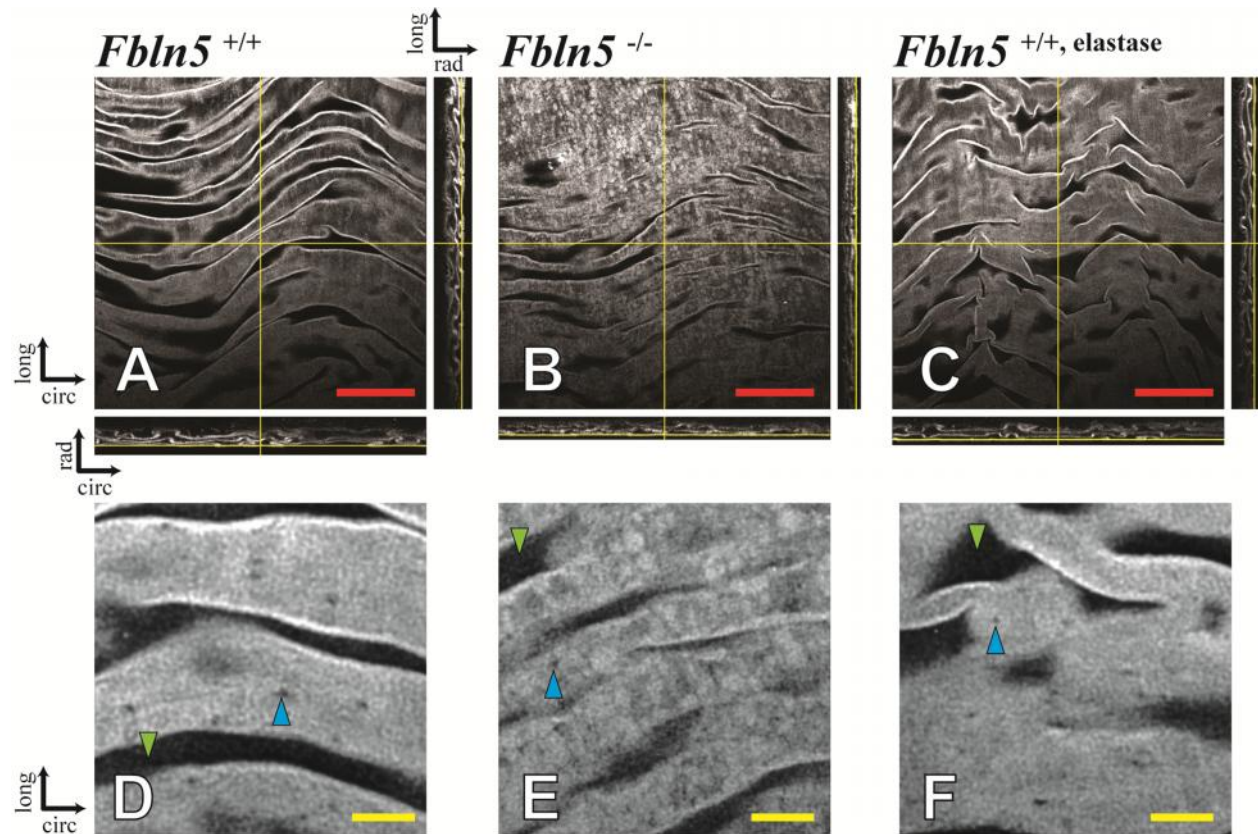 long
rad
Fbln5 +/+
Fbln5 -/-
Fbln5 +/+, elastase
long
circ
A
B
C
rad
circ
long
circ
D
E
F